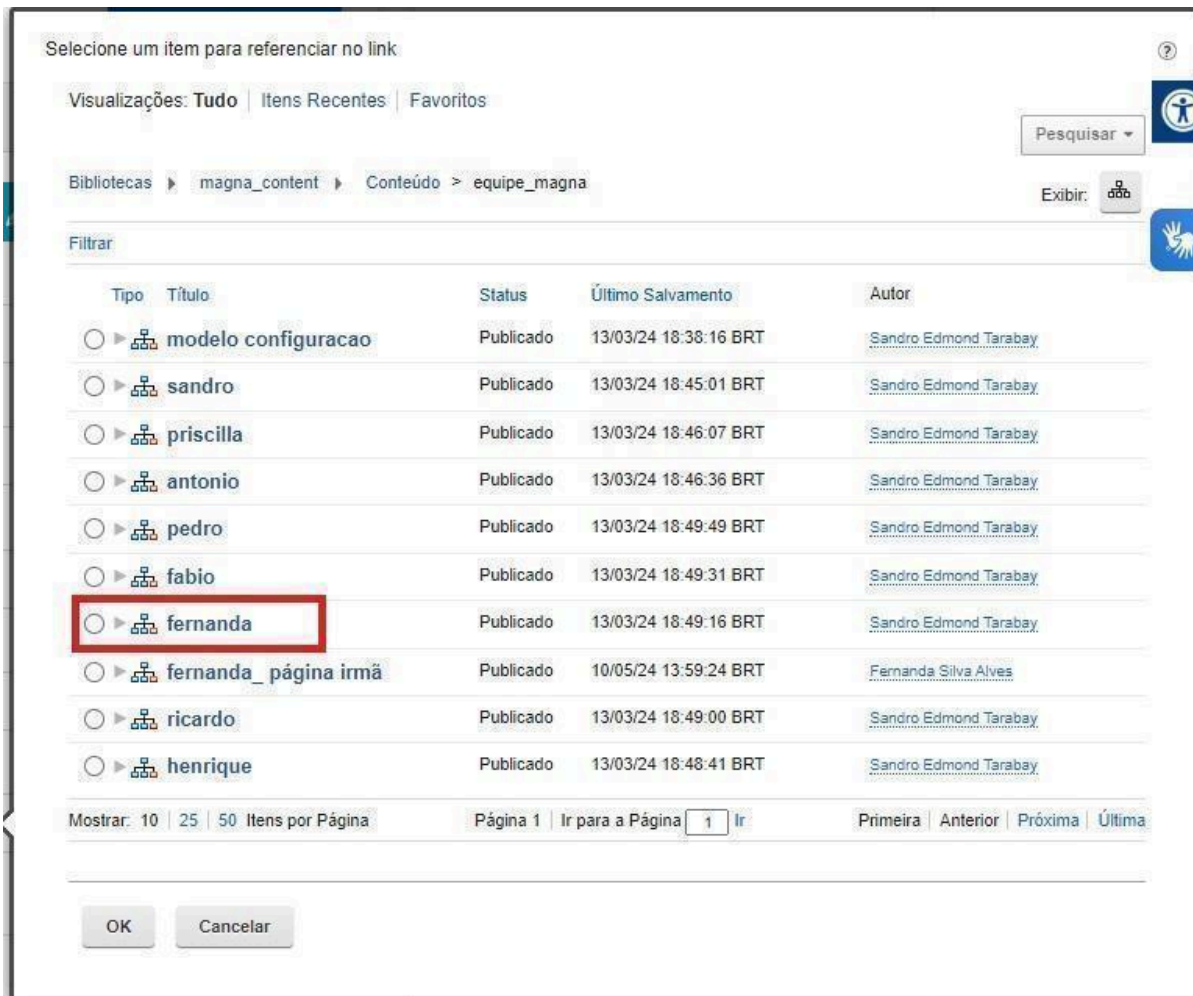 Selecione um item para referenciar no link
Visualizações: Tudo | Itens Recentes | Favoritos
Pesquisar
Bibliotecas magna_content Conteúdo > equipe_magna
Exibir:
Filtrar
Tipo Título Status Último Salvamento Autor
modelo configuracao Publicado 13/03/24 18:38:16 BRT Sandro Edmond Tarabay
sandro Publicado 13/03/24 18:45:01 BRT Sandro Edmond Tarabay
priscilla Publicado 13/03/24 18:46:07 BRT Sandro Edmond Tarabay
antonio Publicado 13/03/24 18:46:36 BRT Sandro Edmond Tarabay
pedro Publicado 13/03/24 18:49:49 BRT Sandro Edmond Tarabay
fabio Publicado 13/03/24 18:49:31 BRT Sandro Edmond Tarabay
fernanda Publicado 13/03/24 18:49:16 BRT Sandro Edmond Tarabay
fernanda_ página irmã Publicado 10/05/24 13:59:24 BRT Fernanda Silva Alves
ricardo Publicado 13/03/24 18:49:00 BRT Sandro Edmond Tarabay
henrique Publicado 13/03/24 18:48:41 BRT Sandro Edmond Tarabay
Mostrar: 10 | 25 | 50 Itens por Página Página 1 | Ir para a Página 1 Ir Primeira | Anterior | Próxima | Última
OK Cancelar